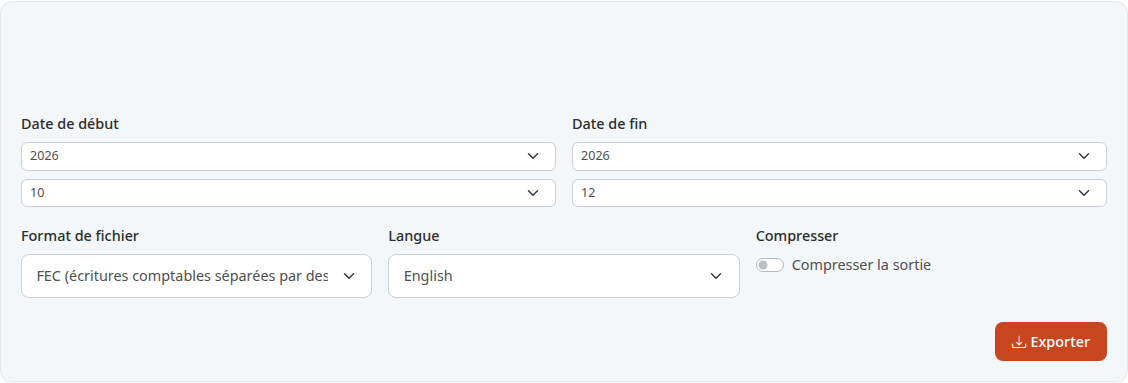 Date de début
Date de fin
2026
2026
10
12
Format de fichier
Langue
Compresser
FEC (écritures comptables séparées par des
English
Compresser la sortie
Exporter